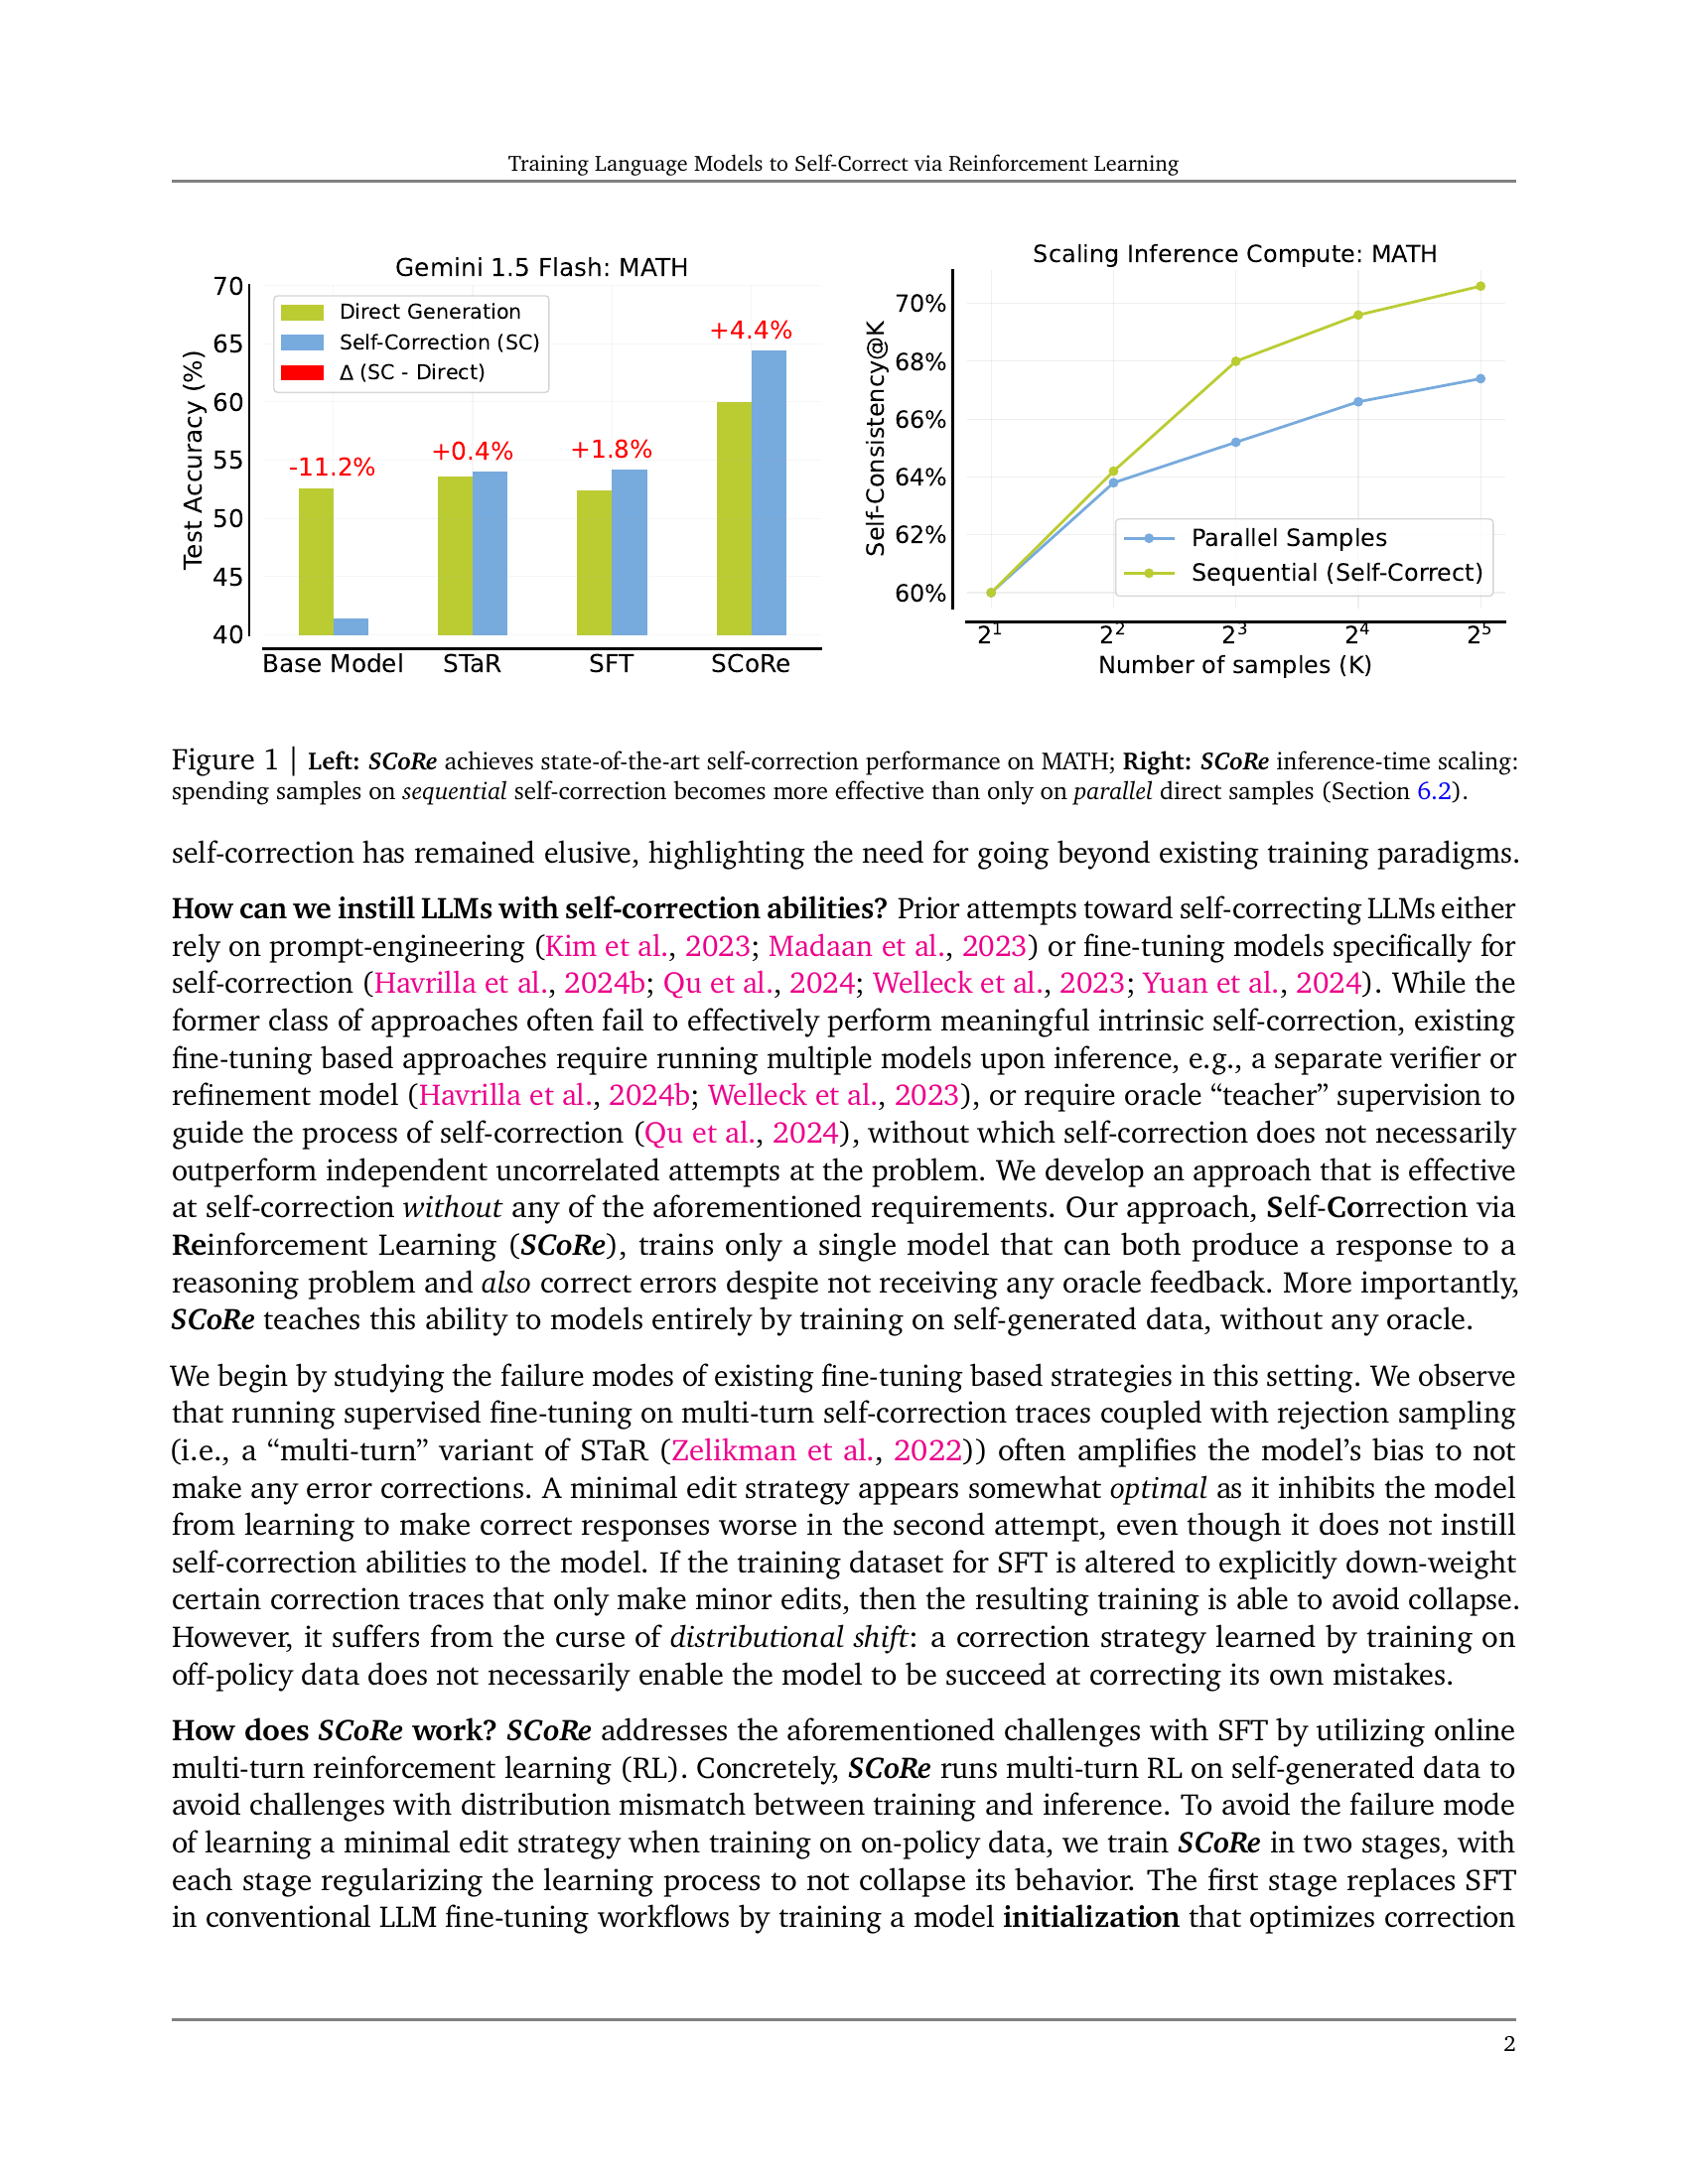 Training Language Models to Self-Correct via Reinforcement Learning
Gemini 1.5 Flash: MATH
Test Accuracy (%)
70
65
60
55
50
45
40
Direct Generation
Self-Correction (SC)
Δ (SC - Direct)
-11.2%
+0.4%
+1.8%
+4.4%
Base Model STaR SFT SCoRe
Scaling Inference Compute: MATH
Self-Consistency@K
70%
68%
66%
64%
62%
60%
Parallel Samples
Sequential (Self-Correct)
2¹ 2² 2³ 2⁴ 2⁵
Number of samples (K)
Figure 1 | Left: SCoRe achieves state-of-the-art self-correction performance on MATH; Right: SCoRe inference-time scaling:
spending samples on sequential self-correction becomes more effective than only on parallel direct samples (Section 6.2).
self-correction has remained elusive, highlighting the need for going beyond existing training paradigms.
How can we instill LLMs with self-correction abilities? Prior attempts toward self-correcting LLMs either
rely on prompt-engineering (Kim et al., 2023; Madaan et al., 2023) or fine-tuning models specifically for
self-correction (Havrilla et al., 2024b; Qu et al., 2024; Welleck et al., 2023; Yuan et al., 2024). While the
former class of approaches often fail to effectively perform meaningful intrinsic self-correction, existing
fine-tuning based approaches require running multiple models upon inference, e.g., a separate verifier or
refinement model (Havrilla et al., 2024b; Welleck et al., 2023), or require oracle “teacher” supervision to
guide the process of self-correction (Qu et al., 2024), without which self-correction does not necessarily
outperform independent uncorrelated attempts at the problem. We develop an approach that is effective
at self-correction without any of the aforementioned requirements. Our approach, Self-Correction via
Reinforcement Learning (SCoRe), trains only a single model that can both produce a response to a
reasoning problem and also correct errors despite not receiving any oracle feedback. More importantly,
SCoRe teaches this ability to models entirely by training on self-generated data, without any oracle.
We begin by studying the failure modes of existing fine-tuning based strategies in this setting. We observe
that running supervised fine-tuning on multi-turn self-correction traces coupled with rejection sampling
(i.e., a “multi-turn” variant of STaR (Zelikman et al., 2022)) often amplifies the model’s bias to not
make any error corrections. A minimal edit strategy appears somewhat optimal as it inhibits the model
from learning to make correct responses worse in the second attempt, even though it does not instill
self-correction abilities to the model. If the training dataset for SFT is altered to explicitly down-weight
certain correction traces that only make minor edits, then the resulting training is able to avoid collapse.
However, it suffers from the curse of distributional shift: a correction strategy learned by training on
off-policy data does not necessarily enable the model to be succeed at correcting its own mistakes.
How does SCoRe work? SCoRe addresses the aforementioned challenges with SFT by utilizing online
multi-turn reinforcement learning (RL). Concretely, SCoRe runs multi-turn RL on self-generated data to
avoid challenges with distribution mismatch between training and inference. To avoid the failure mode
of learning a minimal edit strategy when training on on-policy data, we train SCoRe in two stages, with
each stage regularizing the learning process to not collapse its behavior. The first stage replaces SFT
in conventional LLM fine-tuning workflows by training a model initialization that optimizes correction
2